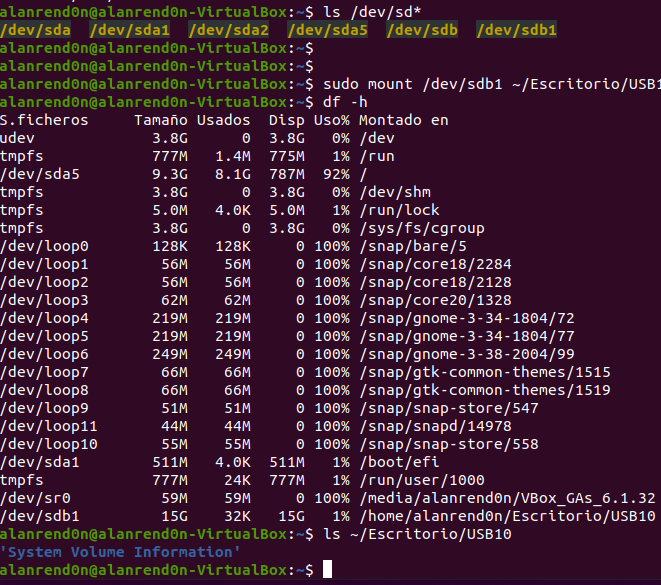 alanrend0n@alanrend0n-VirtualBox:~$ ls /dev/sd*
/dev/sda  /dev/sda1  /dev/sda2  /dev/sda5  /dev/sdb  /dev/sdb1
alanrend0n@alanrend0n-VirtualBox:~$
alanrend0n@alanrend0n-VirtualBox:~$
alanrend0n@alanrend0n-VirtualBox:~$ sudo mount /dev/sdb1 ~/Escritorio/USB1
alanrend0n@alanrend0n-VirtualBox:~$ df -h
S.ficheros     Tamaño Usados  Disp Uso% Montado en
udev             3.8G      0  3.8G   0% /dev
tmpfs            777M   1.4M  775M   1% /run
/dev/sda5        9.3G   8.1G  787M  92% /
tmpfs            3.8G      0  3.8G   0% /dev/shm
tmpfs            5.0M   4.0K  5.0M   1% /run/lock
tmpfs            3.8G      0  3.8G   0% /sys/fs/cgroup
/dev/loop0       128K   128K     0 100% /snap/bare/5
/dev/loop1        56M    56M     0 100% /snap/core18/2284
/dev/loop2        56M    56M     0 100% /snap/core18/2128
/dev/loop3        62M    62M     0 100% /snap/core20/1328
/dev/loop4       219M   219M     0 100% /snap/gnome-3-34-1804/72
/dev/loop5       219M   219M     0 100% /snap/gnome-3-34-1804/77
/dev/loop6       249M   249M     0 100% /snap/gnome-3-38-2004/99
/dev/loop7        66M    66M     0 100% /snap/gtk-common-themes/1515
/dev/loop8        66M    66M     0 100% /snap/gtk-common-themes/1519
/dev/loop9        51M    51M     0 100% /snap/snap-store/547
/dev/loop11       44M    44M     0 100% /snap/snapd/14978
/dev/loop10       55M    55M     0 100% /snap/snap-store/558
/dev/sda1        511M   4.0K  511M   1% /boot/efi
tmpfs            777M    24K  777M   1% /run/user/1000
/dev/sr0          59M    59M     0 100% /media/alanrend0n/VBox_GAs_6.1.32
/dev/sdb1         15G    32K   15G   1% /home/alanrend0n/Escritorio/USB10
alanrend0n@alanrend0n-VirtualBox:~$ ls ~/Escritorio/USB10
'System Volume Information'
alanrend0n@alanrend0n-VirtualBox:~$